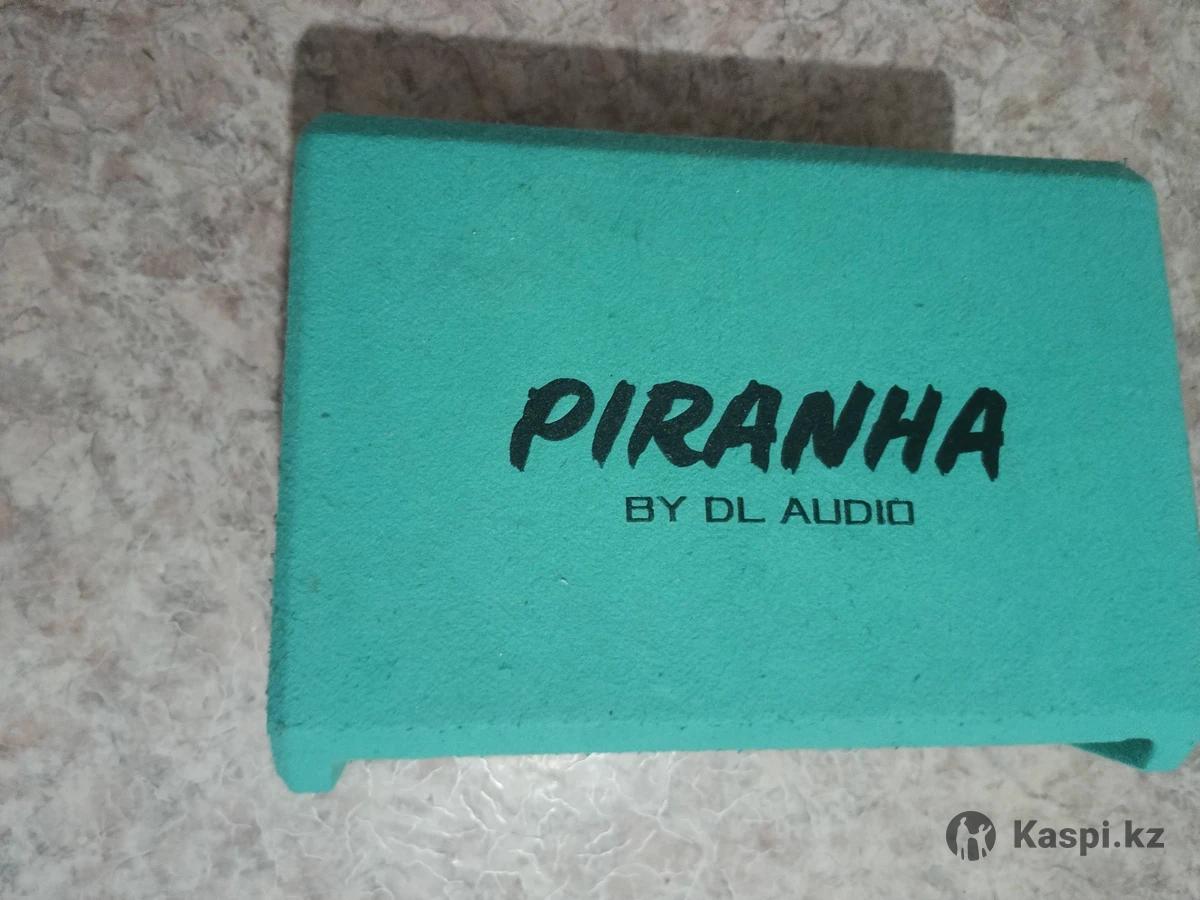 PIRANHA
BY DL AUDIO
Kaspi.kz